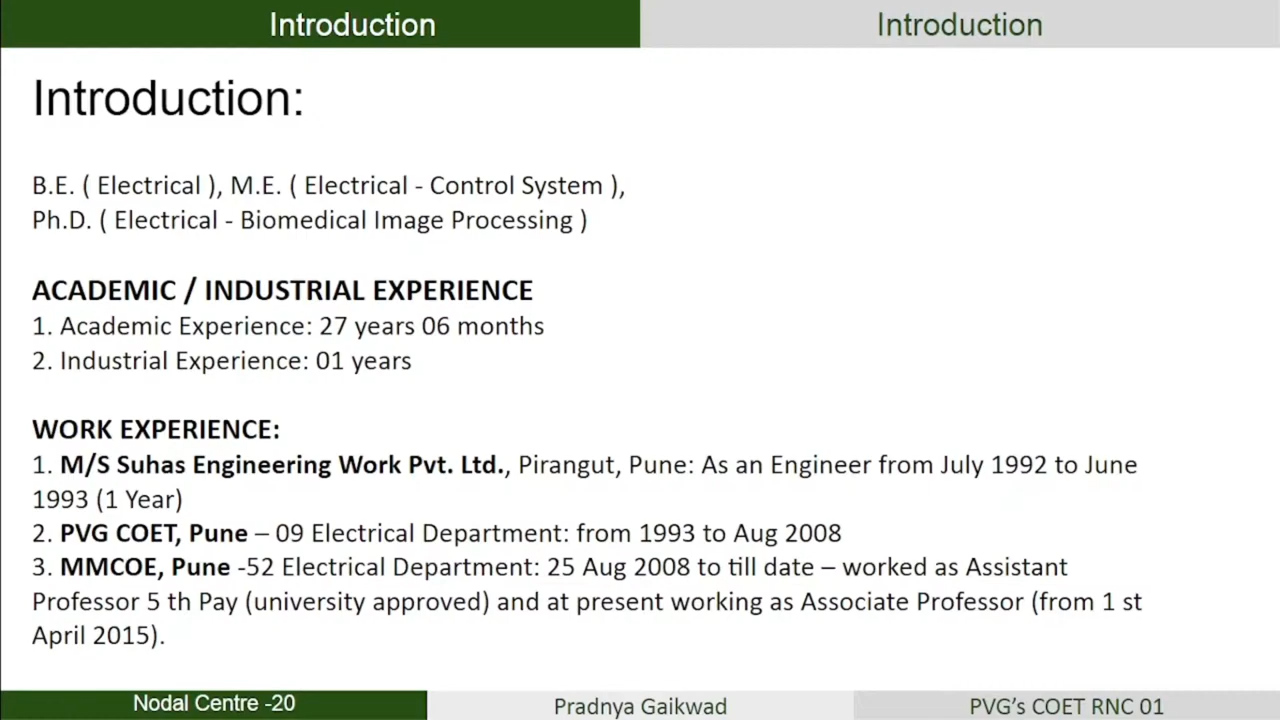 Introduction
Introduction
Introduction:
B.E. ( Electrical ), M.E. ( Electrical - Control System ),
Ph.D. ( Electrical - Biomedical Image Processing )
ACADEMIC / INDUSTRIAL EXPERIENCE
1. Academic Experience: 27 years 06 months
2. Industrial Experience: 01 years
WORK EXPERIENCE:
1. M/S Suhas Engineering Work Pvt. Ltd., Pirangut, Pune: As an Engineer from July 1992 to June
1993 (1 Year)
2. PVG COET, Pune – 09 Electrical Department: from 1993 to Aug 2008
3. MMCOE, Pune -52 Electrical Department: 25 Aug 2008 to till date – worked as Assistant
Professor 5 th Pay (university approved) and at present working as Associate Professor (from 1 st
April 2015).
Nodal Centre -20
Pradnya Gaikwad
PVG’s COET RNC 01